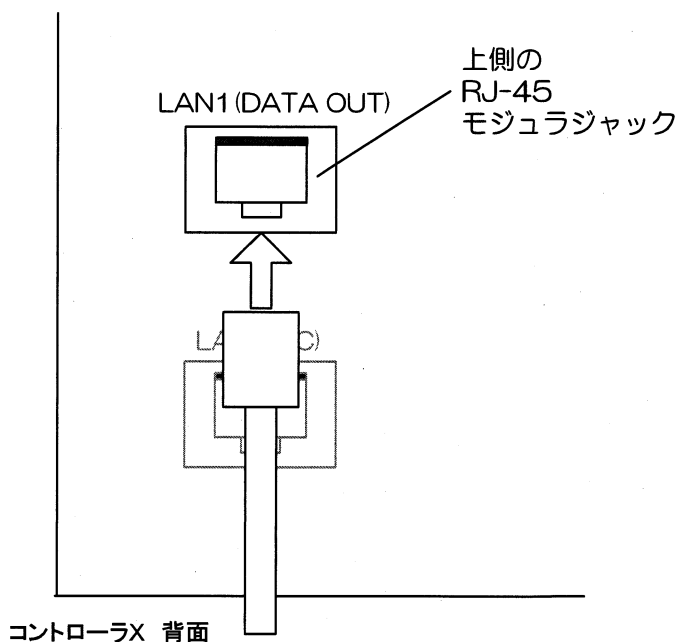 上側の
RJ-45
モジュラジャック
LAN1(DATA OUT)
LA C)
コントローラX 背面